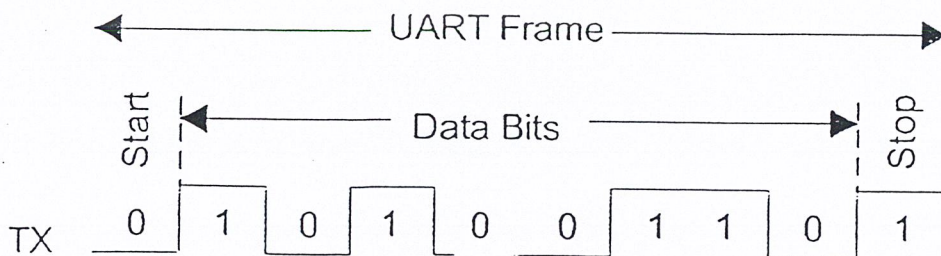 UART Frame
Start
Data Bits
Stop
TX 0 1 0 1 0 0 1 1 0 1